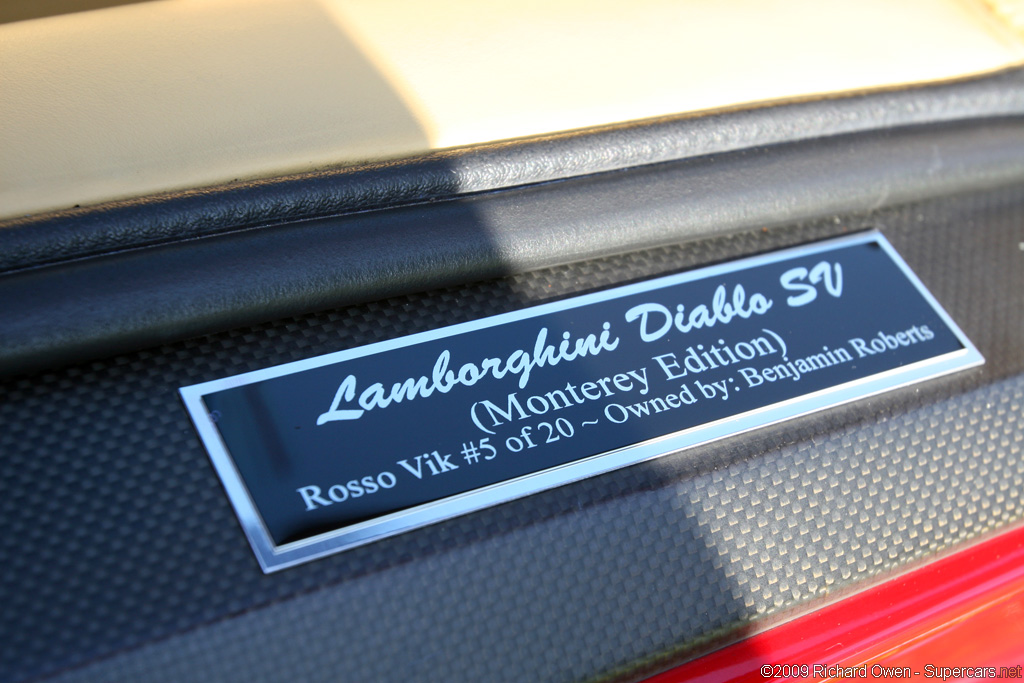 Lamborghini Diablo SV
(Monterey Edition)
Rosso Vik #5 of 20 ~ Owned by: Benjamin Roberts
©2009 Richard Owen - Supercars.net